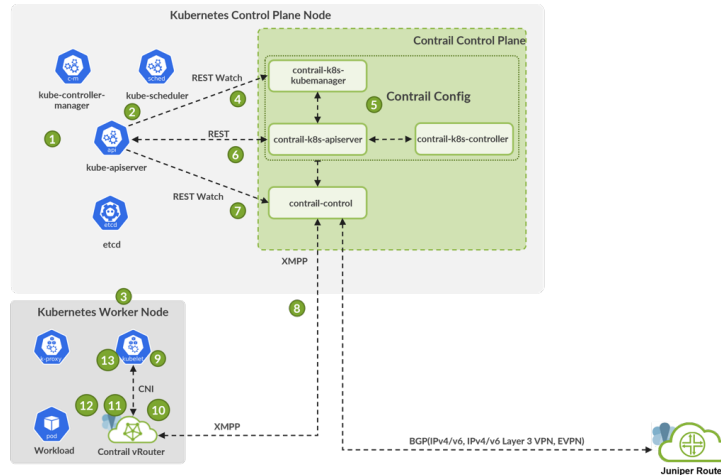 Kubernetes Control Plane Node
Contrail Control Plane
c-m
sched
kube-controller-
manager
kube-scheduler
REST Watch
contrail-k8s-
kubemanager
Contrail Config
1
2
4
5
api
kube-apiserver
REST
6
contrail-k8s-apiserver
contrail-k8s-controller
REST Watch
7
contrail-control
etcd
etcd
XMPP
3
8
Kubernetes Worker Node
k-proxy
kubelet
13
9
CNI
12
11
10
pod
Workload
Contrail vRouter
XMPP
BGP(IPv4/v6, IPv4/v6 Layer 3 VPN, EVPN)
Juniper Route